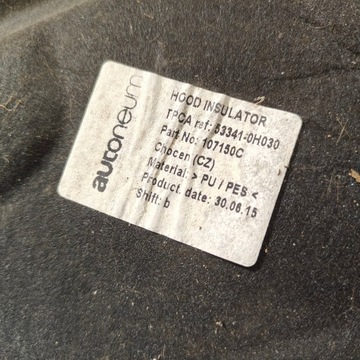 autoneum
HOOD INSULATOR
TPCA ref: 53341-0H030
Part No: 107150C
Chocen (CZ)
Material: > PU / PES <
Product. date: 30.06.15
Shift: b